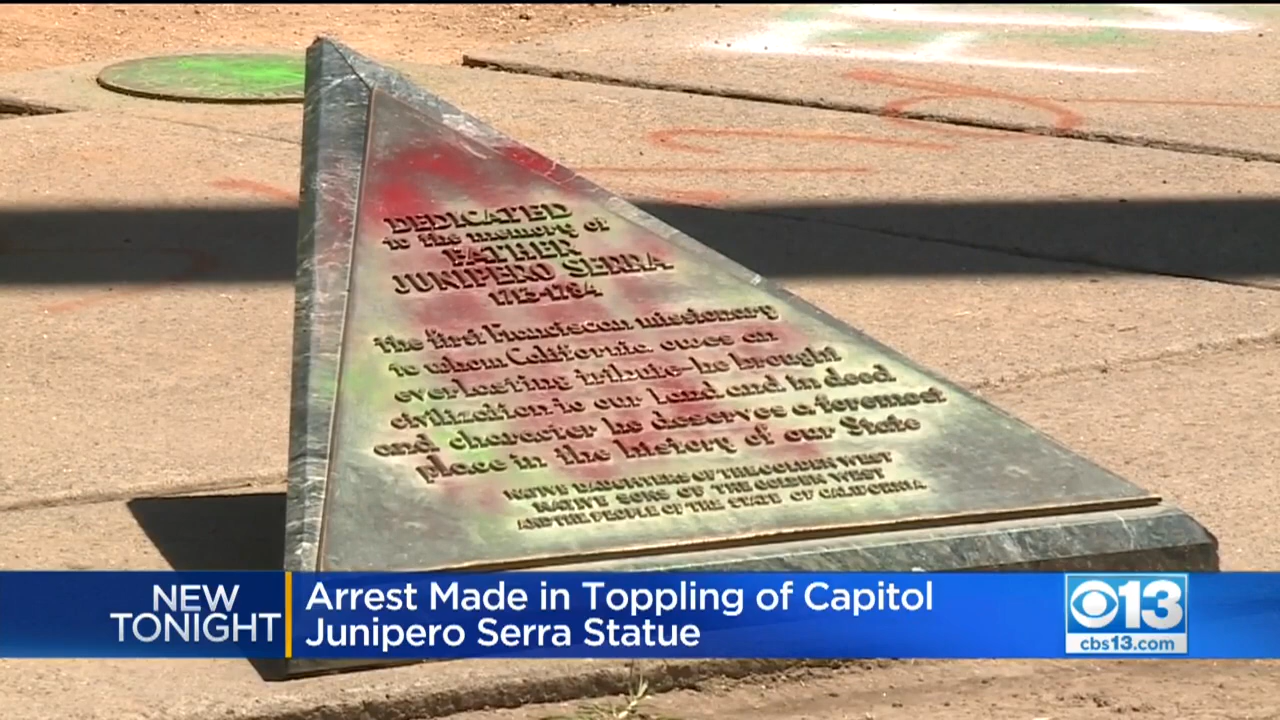 DEDICATED
to the memory of
FATHER
JUNIPERO SERRA
1713-1784
the first Franciscan missionary
to whom California owes an
everlasting tribute-he brought
civilization to our land and in deed
and character he deserves a foremost
place in the history of our State
NATIVE DAUGHTERS OF THE GOLDEN WEST
NATIVE SONS OF THE GOLDEN WEST
AND THE PEOPLE OF THE STATE OF CALIFORNIA
NEW
TONIGHT
Arrest Made in Toppling of Capitol
Junipero Serra Statue
13
cbs13.com